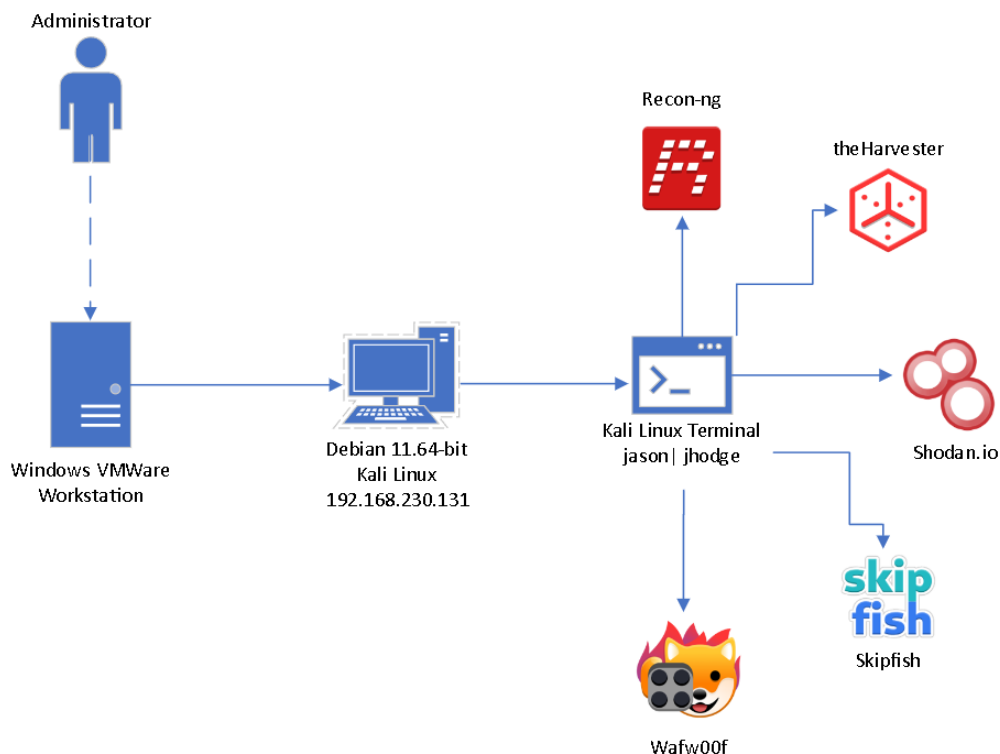 Administrator
Recon-ng
theHarvester
Windows VMWare
Workstation
Debian 11.64-bit
Kali Linux
192.168.230.131
>_
Kali Linux Terminal
jason| jhodge
Shodan.io
skip
fish
Skipfish
Wafw00f